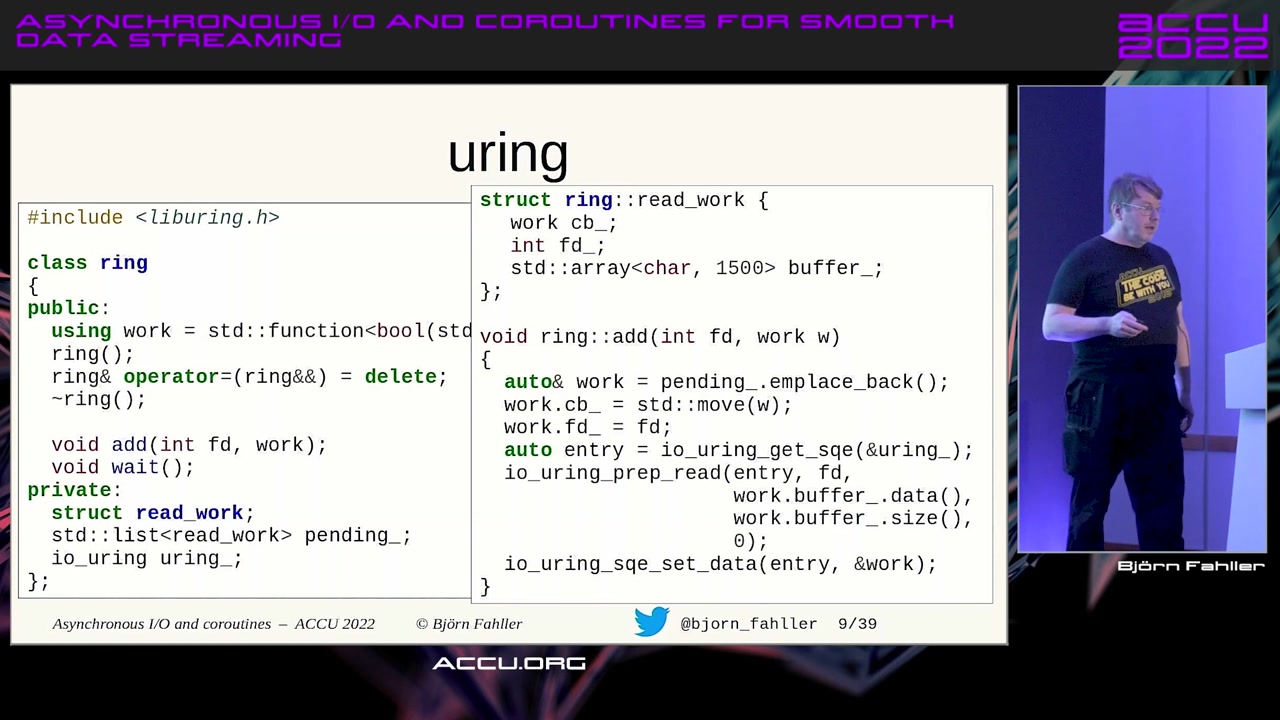 ASYNCHRONOUS I/O AND COROUTINES FOR SMOOTH
DATA STREAMING
ACCU
2022
uring
#include <liburing.h>
class ring
{
public:
using work = std::function<bool(std
ring();
ring& operator=(ring&&) = delete;
~ring();
void add(int fd, work);
void wait();
private:
struct read_work;
std::list<read_work> pending_;
io_uring uring_;
};
struct ring::read_work {
work cb_;
int fd_;
std::array<char, 1500> buffer_;
};
void ring::add(int fd, work w)
{
auto& work = pending_.emplace_back();
work.cb_ = std::move(w);
work.fd_ = fd;
auto entry = io_uring_get_sqe(&uring_);
io_uring_prep_read(entry, fd,
work.buffer_.data(),
work.buffer_.size(),
0);
io_uring_sqe_set_data(entry, &work);
}
Asynchronous I/O and coroutines – ACCU 2022 © Björn Fahller @bjorn_fahller 9/39
THE CODE
BE WITH YOU
Björn Fahller
ACCU.ORG